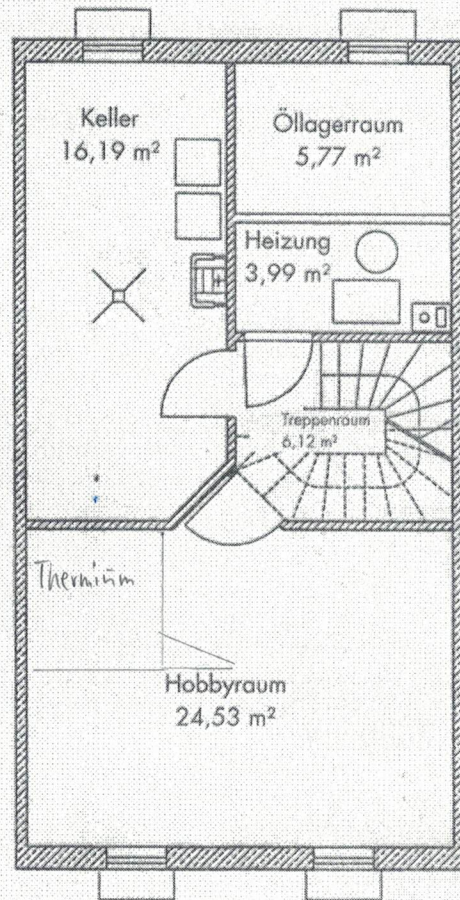 Keller
16,19 m²
Öllagerraum
5,77 m²
Heizung
3,99 m²
Treppenraum
6,12 m²
Hobbyraum
24,53 m²